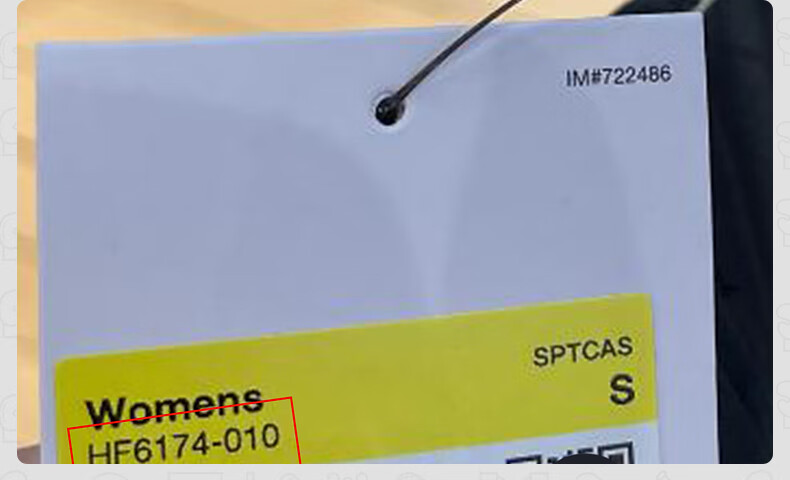 IM#722486
SPTCAS
Womens
S
HF6174-010